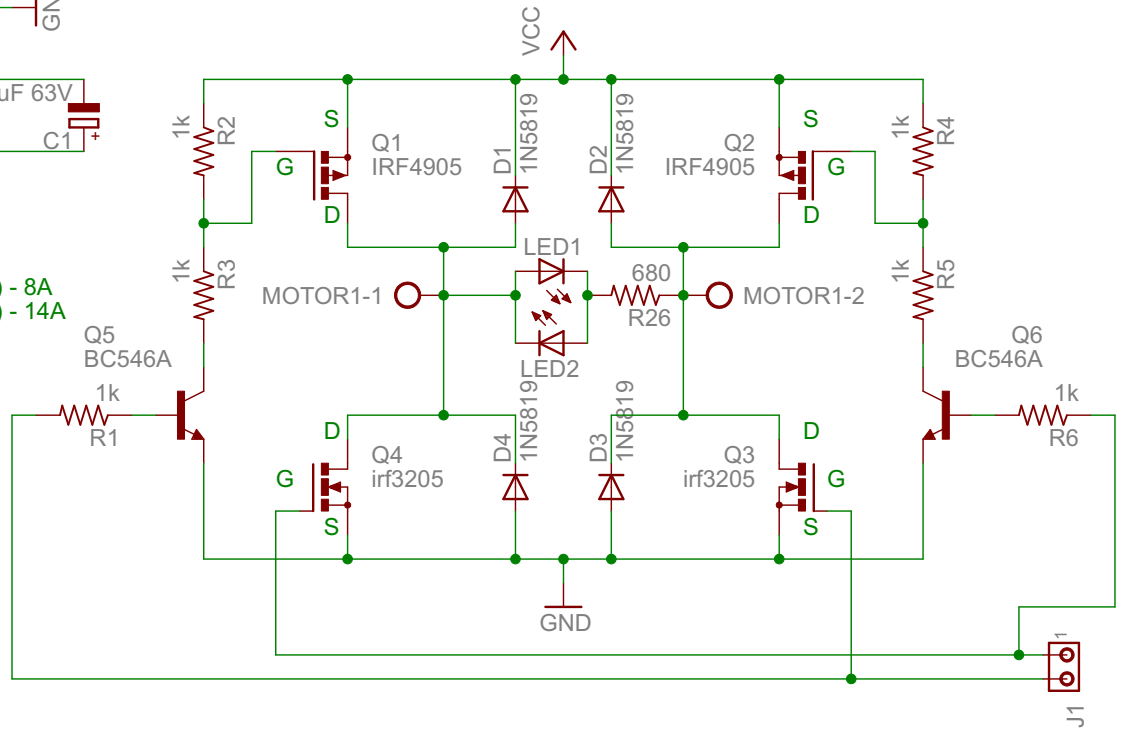 GN
VCC
uF 63V
C1
+
1k
R2
S
G
D
Q1
IRF4905
D1
1N5819
D2
1N5819
Q2
IRF4905
S
G
D
1k
R4
) - 8A
) - 14A
1k
R3
MOTOR1-1
LED1
LED2
680
R26
MOTOR1-2
1k
R5
Q5
BC546A
1k
R1
D
G
S
Q4
irf3205
D4
1N5819
D3
1N5819
Q3
irf3205
D
G
S
Q6
BC546A
1k
R6
GND
1
J1